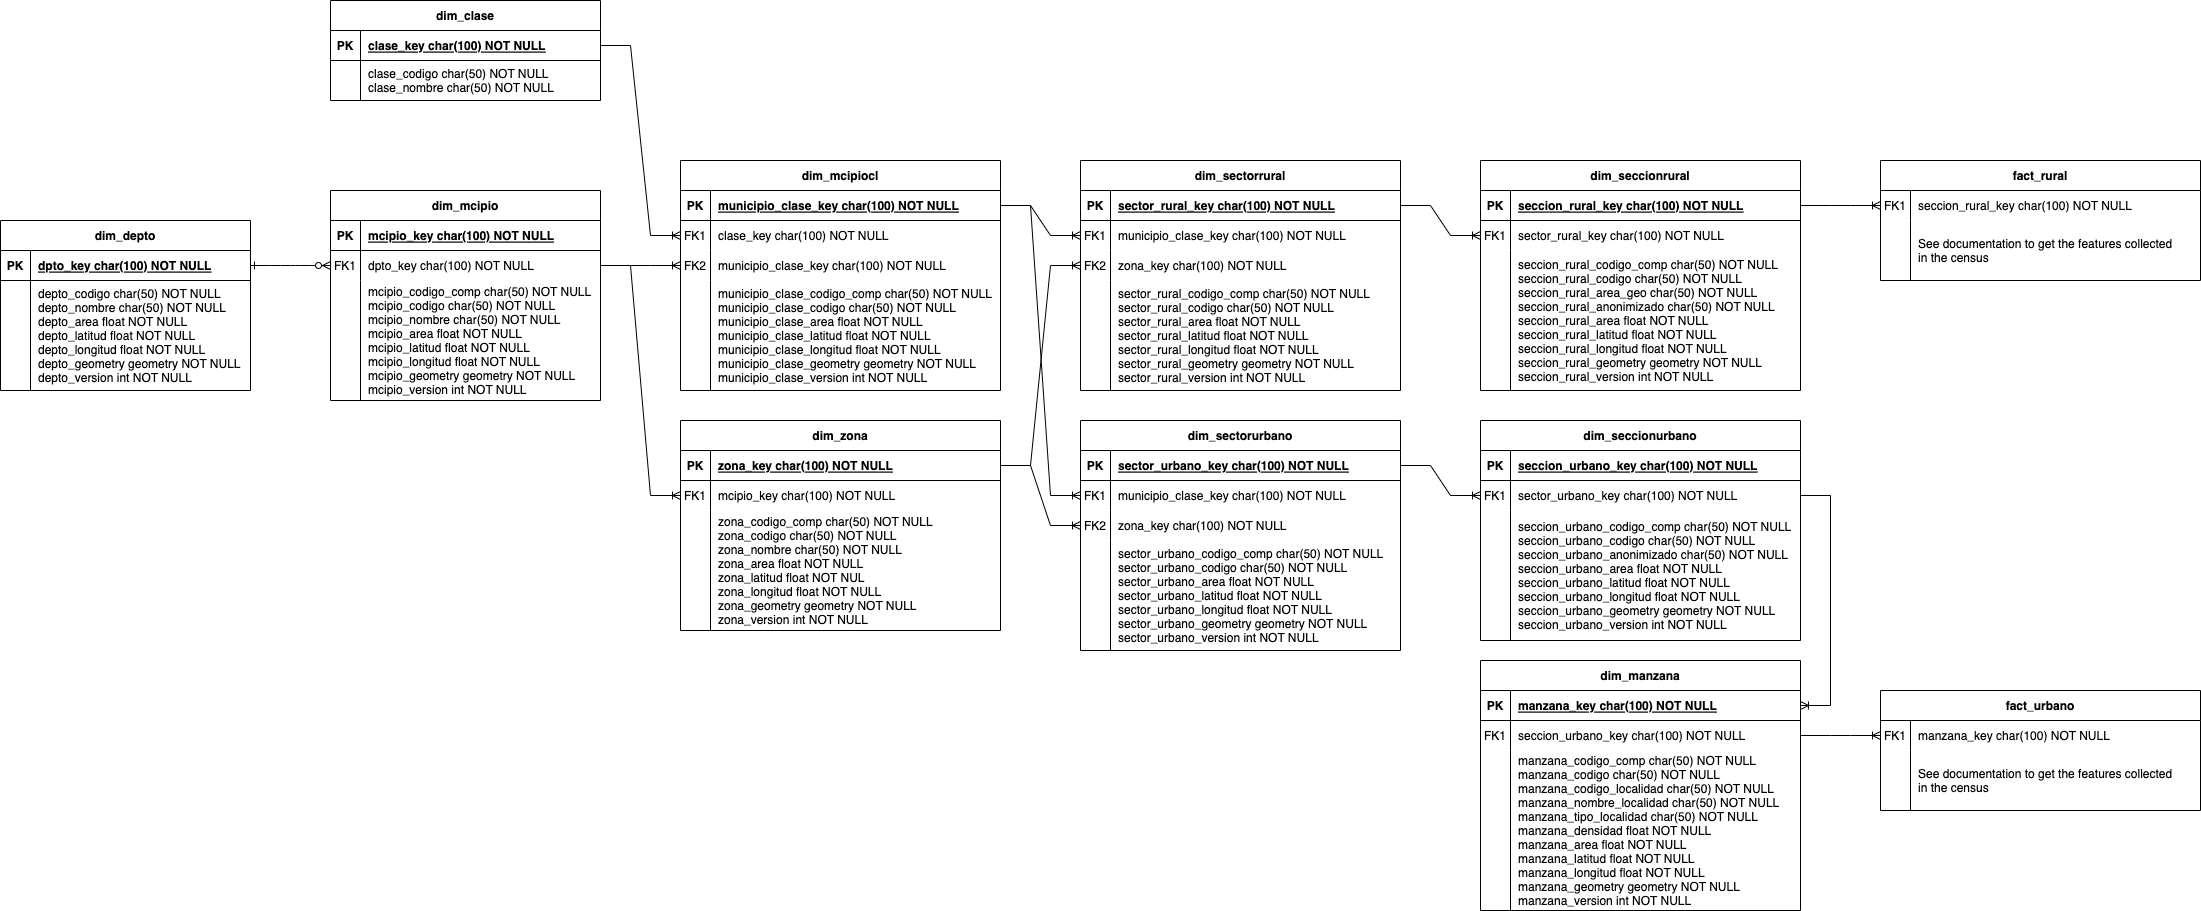 dim_clase
PK clase_key char(100) NOT NULL
clase_codigo char(50) NOT NULL
clase_nombre char(50) NOT NULL
dim_depto
PK dpto_key char(100) NOT NULL
depto_codigo char(50) NOT NULL
depto_nombre char(50) NOT NULL
depto_area float NOT NULL
depto_latitud float NOT NULL
depto_longitud float NOT NULL
depto_geometry geometry NOT NULL
depto_version int NOT NULL
dim_mcipio
PK mcipio_key char(100) NOT NULL
FK1 dpto_key char(100) NOT NULL
mcipio_codigo_comp char(50) NOT NULL
mcipio_codigo char(50) NOT NULL
mcipio_nombre char(50) NOT NULL
mcipio_area float NOT NULL
mcipio_latitud float NOT NULL
mcipio_longitud float NOT NULL
mcipio_geometry geometry NOT NULL
mcipio_version int NOT NULL
dim_mcipiocl
PK municipio_clase_key char(100) NOT NULL
FK1 clase_key char(100) NOT NULL
FK2 municipio_clase_key char(100) NOT NULL
municipio_clase_codigo_comp char(50) NOT NULL
municipio_clase_codigo char(50) NOT NULL
municipio_clase_area float NOT NULL
municipio_clase_latitud float NOT NULL
municipio_clase_longitud float NOT NULL
municipio_clase_geometry geometry NOT NULL
municipio_clase_version int NOT NULL
dim_sectorrural
PK sector_rural_key char(100) NOT NULL
FK1 municipio_clase_key char(100) NOT NULL
FK2 zona_key char(100) NOT NULL
sector_rural_codigo_comp char(50) NOT NULL
sector_rural_codigo char(50) NOT NULL
sector_rural_area float NOT NULL
sector_rural_latitud float NOT NULL
sector_rural_longitud float NOT NULL
sector_rural_geometry geometry NOT NULL
sector_rural_version int NOT NULL
dim_seccionrural
PK seccion_rural_key char(100) NOT NULL
FK1 sector_rural_key char(100) NOT NULL
seccion_rural_codigo_comp char(50) NOT NULL
seccion_rural_codigo char(50) NOT NULL
seccion_rural_area_geo char(50) NOT NULL
seccion_rural_anonimizado char(50) NOT NULL
seccion_rural_area float NOT NULL
seccion_rural_latitud float NOT NULL
seccion_rural_longitud float NOT NULL
seccion_rural_geometry geometry NOT NULL
seccion_rural_version int NOT NULL
fact_rural
FK1 seccion_rural_key char(100) NOT NULL
See documentation to get the features collected
in the census
dim_zona
PK zona_key char(100) NOT NULL
FK1 mcipio_key char(100) NOT NULL
zona_codigo_comp char(50) NOT NULL
zona_codigo char(50) NOT NULL
zona_nombre char(50) NOT NULL
zona_area float NOT NULL
zona_latitud float NOT NUL
zona_longitud float NOT NULL
zona_geometry geometry NOT NULL
zona_version int NOT NULL
dim_sectorurbano
PK sector_urbano_key char(100) NOT NULL
FK1 municipio_clase_key char(100) NOT NULL
FK2 zona_key char(100) NOT NULL
sector_urbano_codigo_comp char(50) NOT NULL
sector_urbano_codigo char(50) NOT NULL
sector_urbano_area float NOT NULL
sector_urbano_latitud float NOT NULL
sector_urbano_longitud float NOT NULL
sector_urbano_geometry geometry NOT NULL
sector_urbano_version int NOT NULL
dim_seccionurbano
PK seccion_urbano_key char(100) NOT NULL
FK1 sector_urbano_key char(100) NOT NULL
seccion_urbano_codigo_comp char(50) NOT NULL
seccion_urbano_codigo char(50) NOT NULL
seccion_urbano_anonimizado char(50) NOT NULL
seccion_urbano_area float NOT NULL
seccion_urbano_latitud float NOT NULL
seccion_urbano_longitud float NOT NULL
seccion_urbano_geometry geometry NOT NULL
seccion_urbano_version int NOT NULL
dim_manzana
PK manzana_key char(100) NOT NULL
FK1 seccion_urbano_key char(100) NOT NULL
manzana_codigo_comp char(50) NOT NULL
manzana_codigo char(50) NOT NULL
manzana_codigo_localidad char(50) NOT NULL
manzana_nombre_localidad char(50) NOT NULL
manzana_tipo_localidad char(50) NOT NULL
manzana_densidad float NOT NULL
manzana_area float NOT NULL
manzana_latitud float NOT NULL
manzana_longitud float NOT NULL
manzana_geometry geometry NOT NULL
manzana_version int NOT NULL
fact_urbano
FK1 manzana_key char(100) NOT NULL
See documentation to get the features collected
in the census